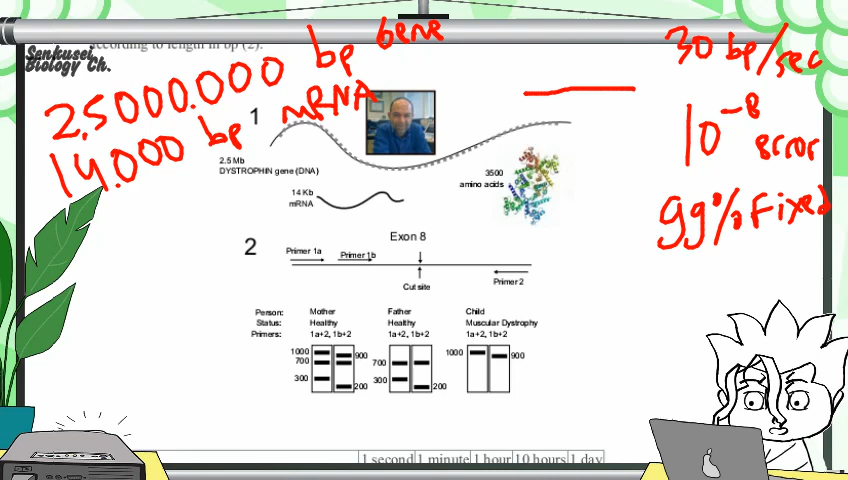 according to length in bp (2).
Senkusei
Biology Ch.
2,5000.000 bp Gene
14.000 bp mRNA
30 bp/sec
10⁻⁸ error
99% Fixed
1
2.5 Mb
DYSTROPHIN gene (DNA)
14 Kb
mRNA
3500
amino acids
2
Exon 8
Primer 1a
Primer 1b
Cut site
Primer 2
Person: Mother Father Child
Status: Healthy Healthy Muscular Dystrophy
Primers: 1a+2, 1b+2 1a+2, 1b+2 1a+2, 1b+2
1000 900 1000 900
700 700
300 200 300 200
1 second 1 minute 1 hour 10 hours 1 day